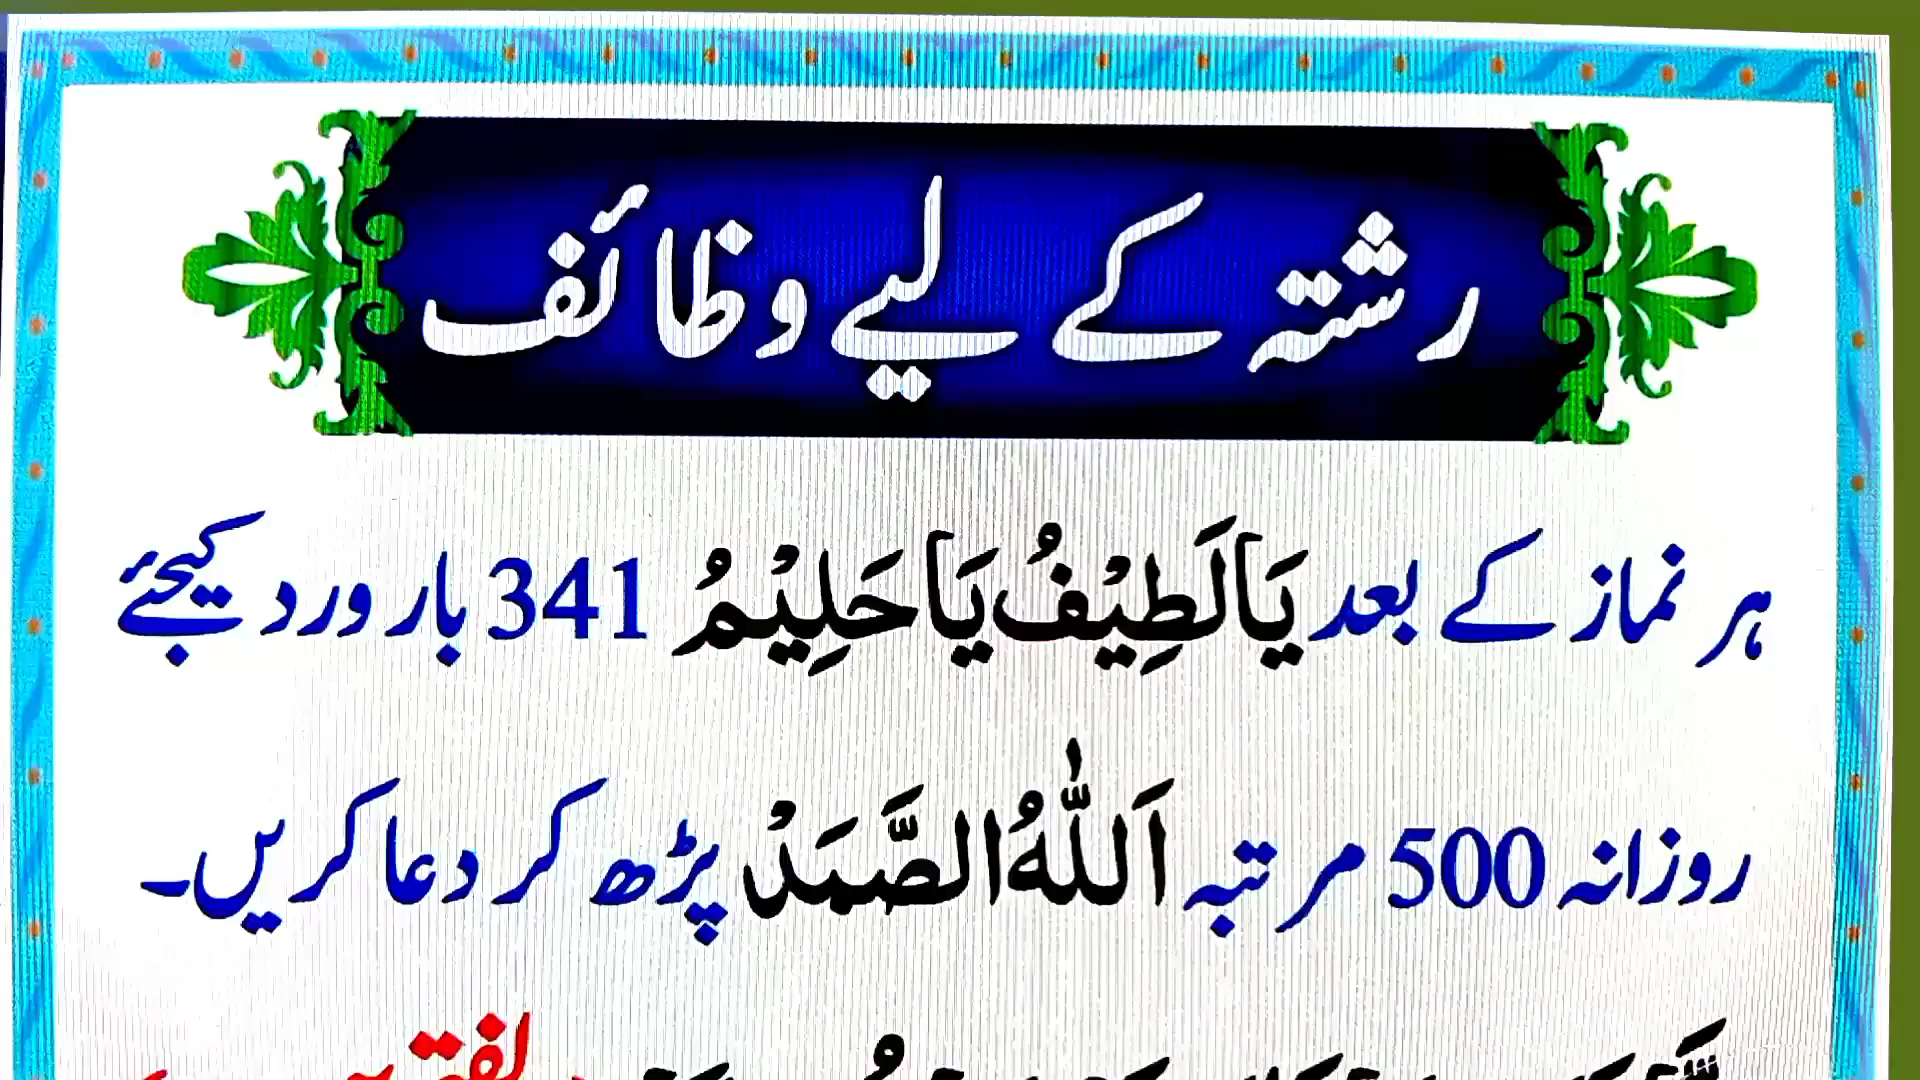 رشتہ کے لیے وظائف
ہر نماز کے بعد یَالَطِیْفُ یَاحَلِیْمُ 341 بار ورد کیجئے
روزانہ 500 مرتبہ اَللّٰهُ الصَّمَدْ پڑھ کر دعا کریں۔